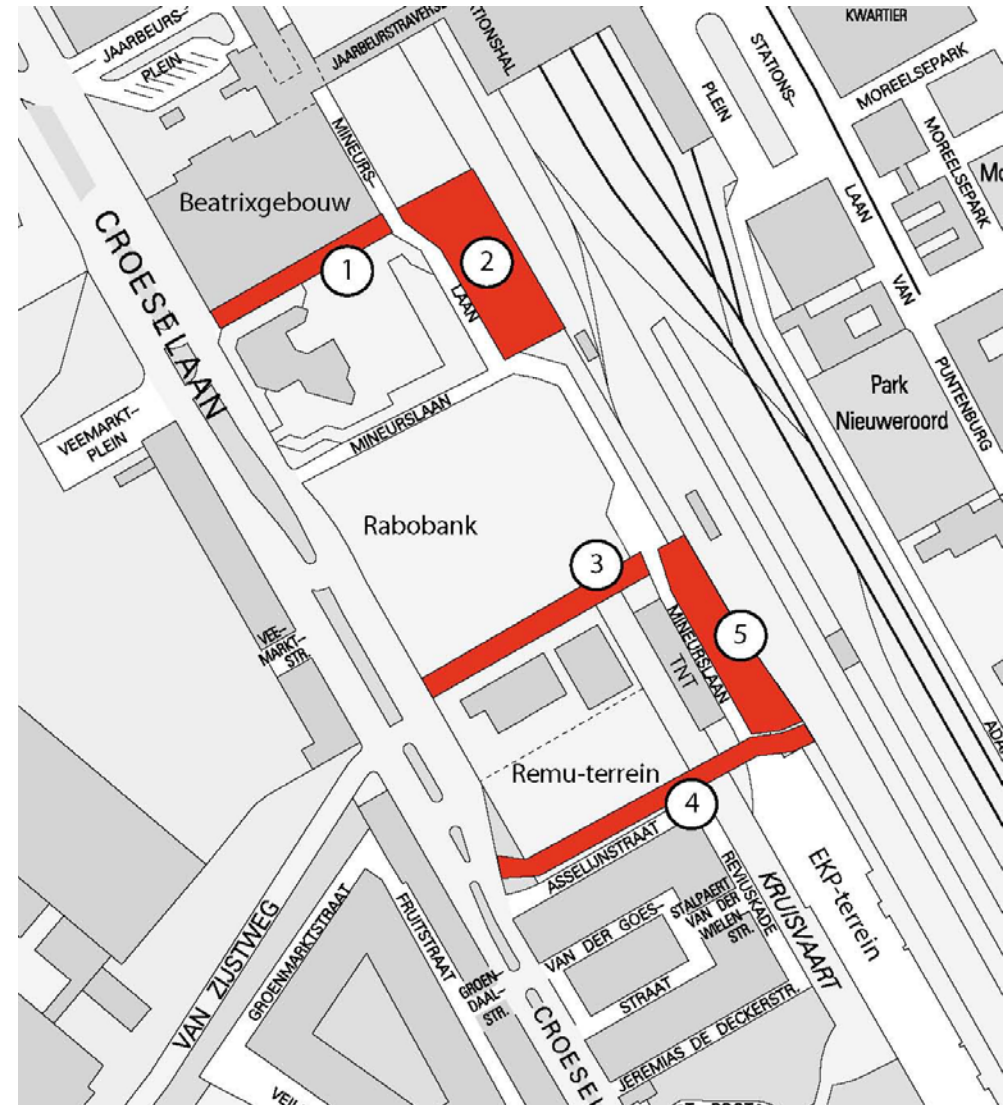 JAARBEURS–
PLEIN
JAARBEURSTRAVERS
STATIONSHAL
KWARTIER
STATIONS–
PLEIN
MOREELSEPARK
MOREELSEPARK
MINEURS–
LAAN
Beatrixgebouw
1
2
CROESELAAN
LAAN
VAN
PUNTENBURG
Park
Nieuweroord
VEEMARKT–
PLEIN
MINEURSLAAN
Rabobank
3
VEE–
MARKT–
STR.
MINEURSLAAN
TNT
5
Remu-terrein
4
ASSELIJNSTRAAT
EKP-terrein
KRUISVAART
REVIUSKADE
STALPAERT
VAN DER
WIELEN–
STR.
VAN DER GOES–
STRAAT
JEREMIAS DE DECKERSTR.
VAN ZIJSTWEG
GROENMARKTSTRAAT
FRUITSTRAAT
GROEN–
DAAL–
STR.
CROESEL
VEIL